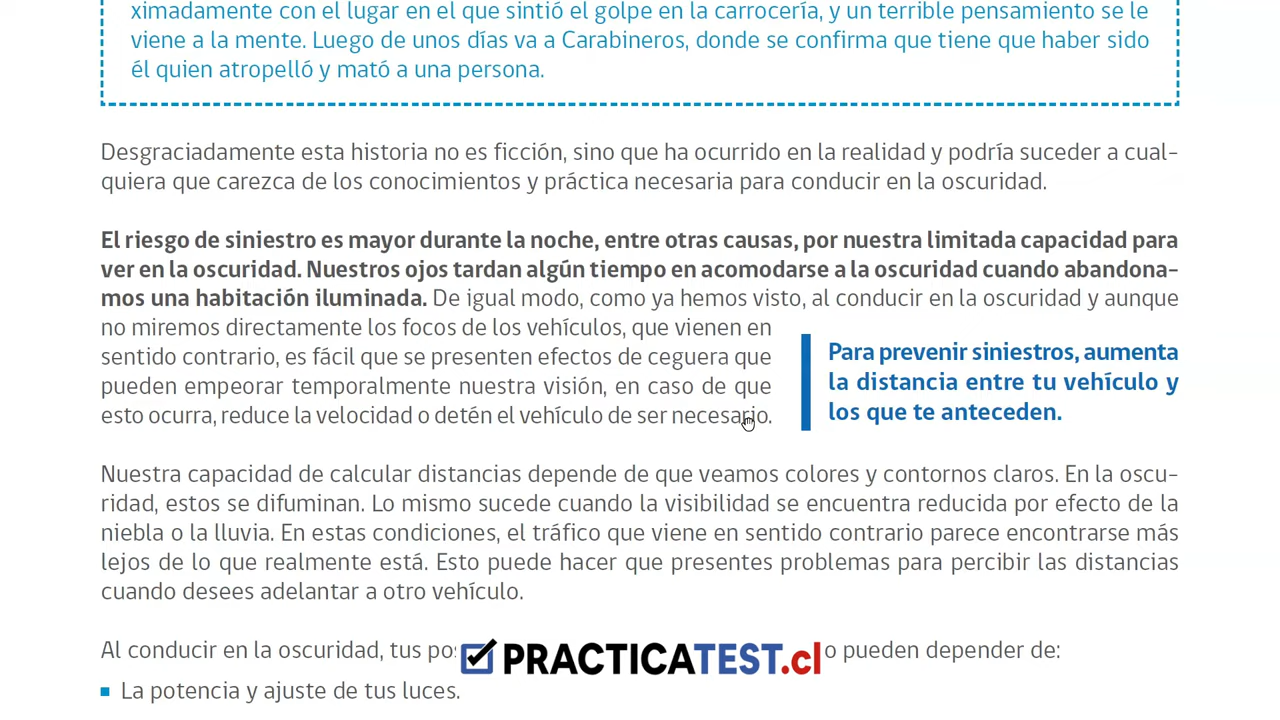 ximadamente con el lugar en el que sintió el golpe en la carrocería, y un terrible pensamiento se le
viene a la mente. Luego de unos días va a Carabineros, donde se confirma que tiene que haber sido
él quien atropelló y mató a una persona.
Desgraciadamente esta historia no es ficción, sino que ha ocurrido en la realidad y podría suceder a cual-
quiera que carezca de los conocimientos y práctica necesaria para conducir en la oscuridad.
El riesgo de siniestro es mayor durante la noche, entre otras causas, por nuestra limitada capacidad para
ver en la oscuridad. Nuestros ojos tardan algún tiempo en acomodarse a la oscuridad cuando abandona-
mos una habitación iluminada. De igual modo, como ya hemos visto, al conducir en la oscuridad y aunque
no miremos directamente los focos de los vehículos, que vienen en
sentido contrario, es fácil que se presenten efectos de ceguera que
pueden empeorar temporalmente nuestra visión, en caso de que
esto ocurra, reduce la velocidad o detén el vehículo de ser necesario.
Para prevenir siniestros, aumenta
la distancia entre tu vehículo y
los que te anteceden.
Nuestra capacidad de calcular distancias depende de que veamos colores y contornos claros. En la oscu-
ridad, estos se difuminan. Lo mismo sucede cuando la visibilidad se encuentra reducida por efecto de la
niebla o la lluvia. En estas condiciones, el tráfico que viene en sentido contrario parece encontrarse más
lejos de lo que realmente está. Esto puede hacer que presentes problemas para percibir las distancias
cuando desees adelantar a otro vehículo.
Al conducir en la oscuridad, tus o pueden depender de:
PRACTICATEST.cl
La potencia y ajuste de tus luces.